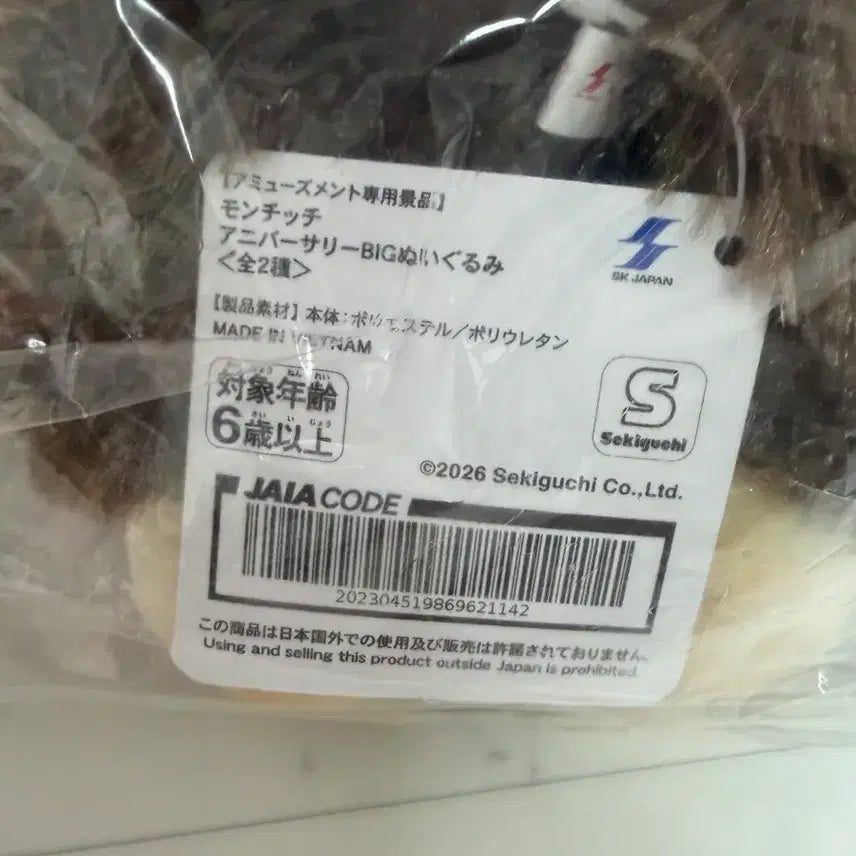 【アミューズメント専用景品】
モンチッチ
アニバーサリーBIGぬいぐるみ
<全2種>
SK JAPAN
【製品素材】本体:ポリエステル/ポリウレタン
MADE IN VIETNAM
対象年齢
6歳以上
S
Sekiguchi
©2026 Sekiguchi Co.,Ltd.
JAIA CODE
202304519869621142
この商品は日本国外での使用及び販売は許諾されておりません。
Using and selling this product outside Japan is prohibited.